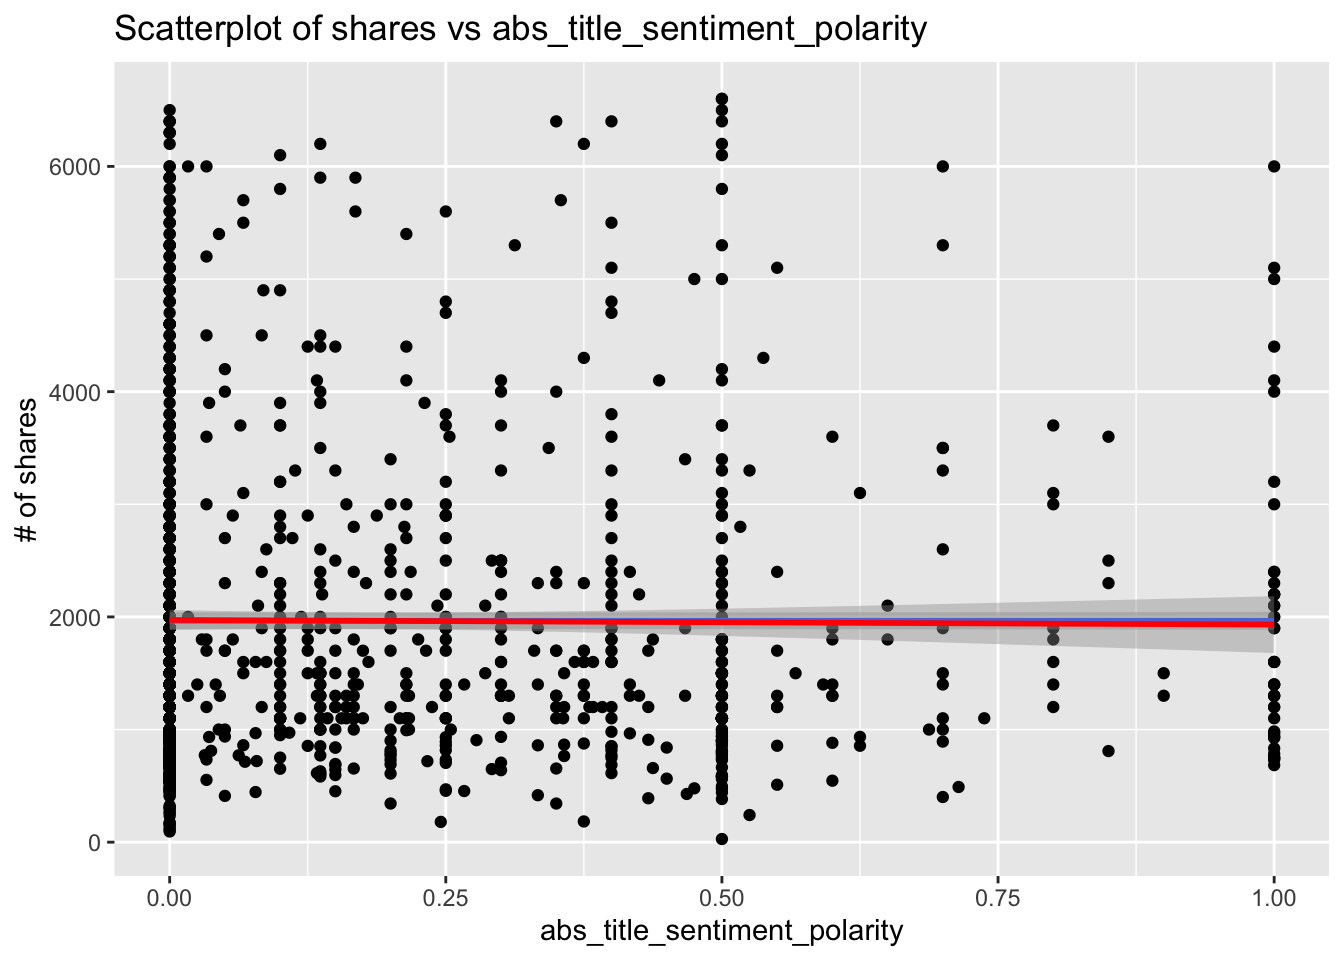 Scatterplot of shares vs abs_title_sentiment_polarity
# of shares
6000
4000
2000
0
0.00 0.25 0.50 0.75 1.00
abs_title_sentiment_polarity